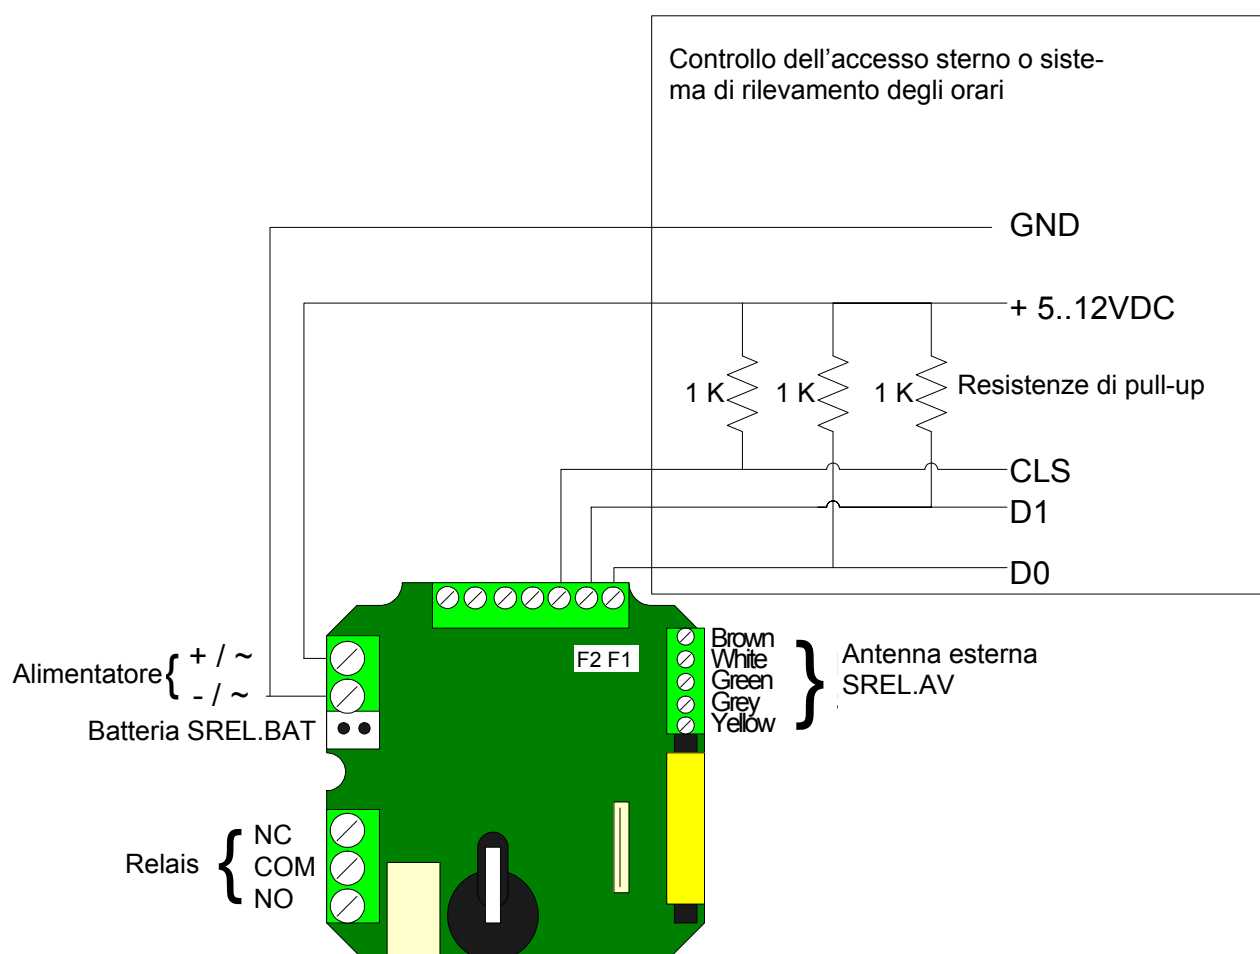 Controllo dell’accesso sterno o siste-
ma di rilevamento degli orari
GND
+ 5..12VDC
1 K
1 K
1 K
Resistenze di pull-up
CLS
D1
D0
F2 F1
Brown
White
Green
Grey
Yellow
Antenna esterna
SREL.AV
Alimentatore
+ / ~
- / ~
Batteria SREL.BAT
Relais
NC
COM
NO